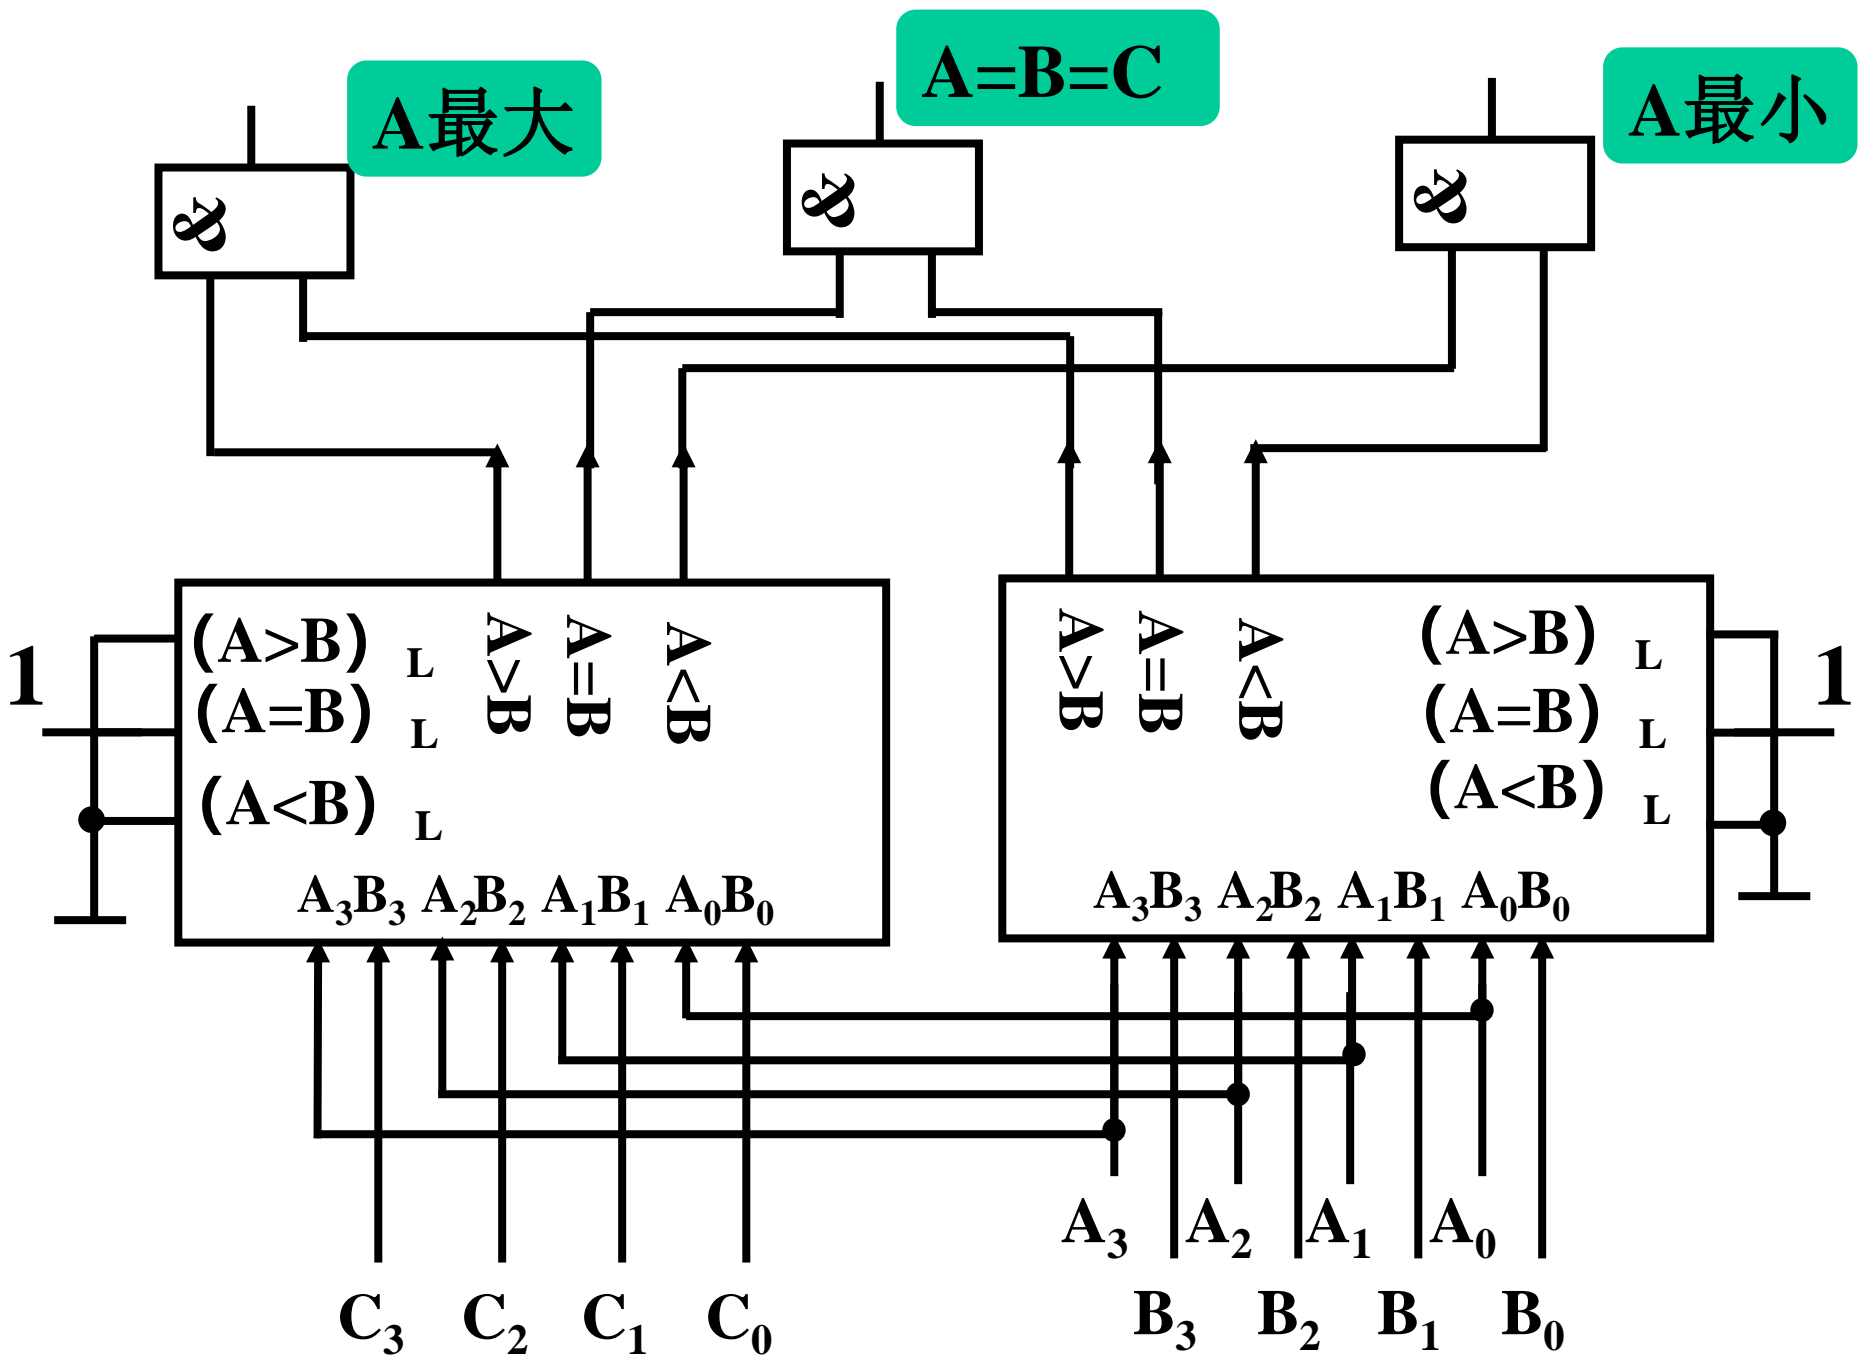 A最大
A=B=C
A最小
&
&
&
1
(A>B) L
(A=B) L
(A<B) L
A>B
A=B
A<B
A3B3 A2B2 A1B1 A0B0
A>B
A=B
A<B
(A>B) L
(A=B) L
(A<B) L
1
A3B3 A2B2 A1B1 A0B0
A3 A2 A1 A0
C3 C2 C1 C0
B3 B2 B1 B0